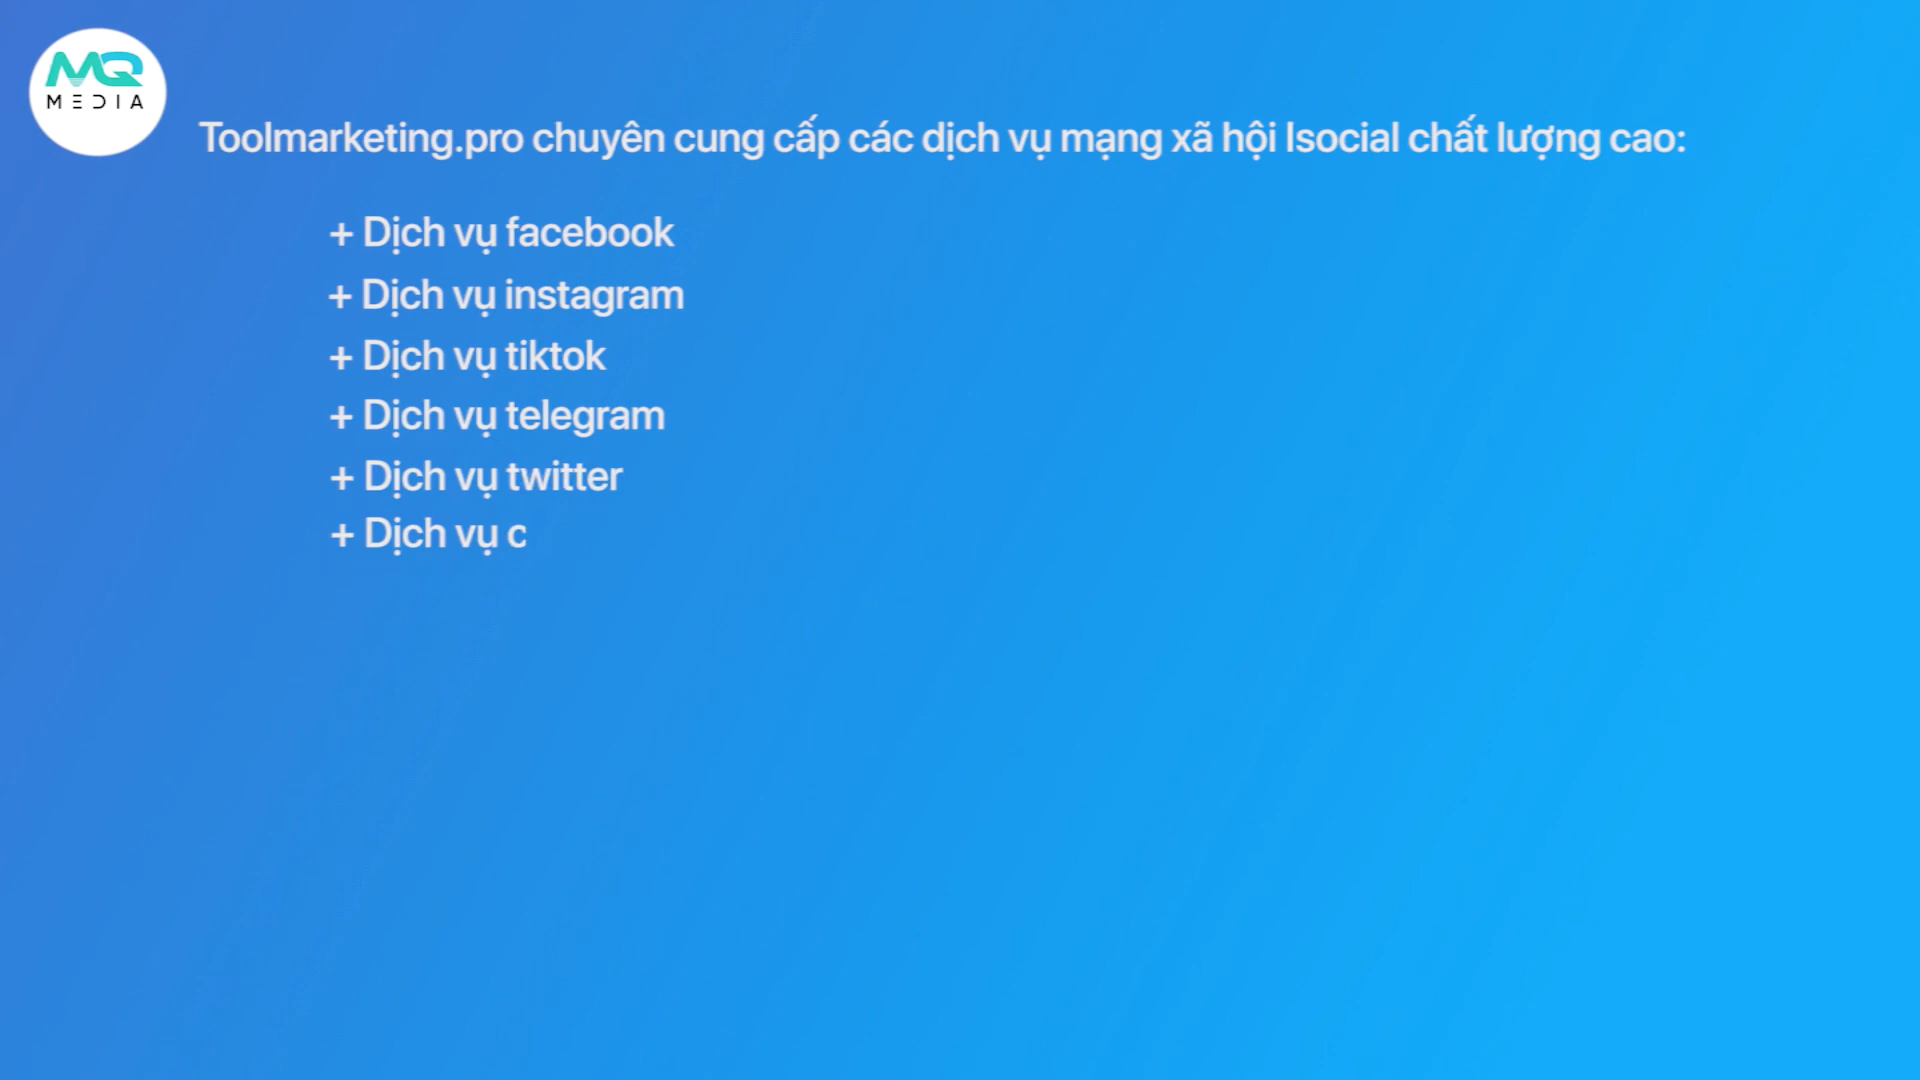 MQ
MEDIA
Toolmarketing.pro chuyên cung cấp các dịch vụ mạng xã hội Isocial chất lượng cao:
+ Dịch vụ facebook
+ Dịch vụ instagram
+ Dịch vụ tiktok
+ Dịch vụ telegram
+ Dịch vụ twitter
+ Dịch vụ c